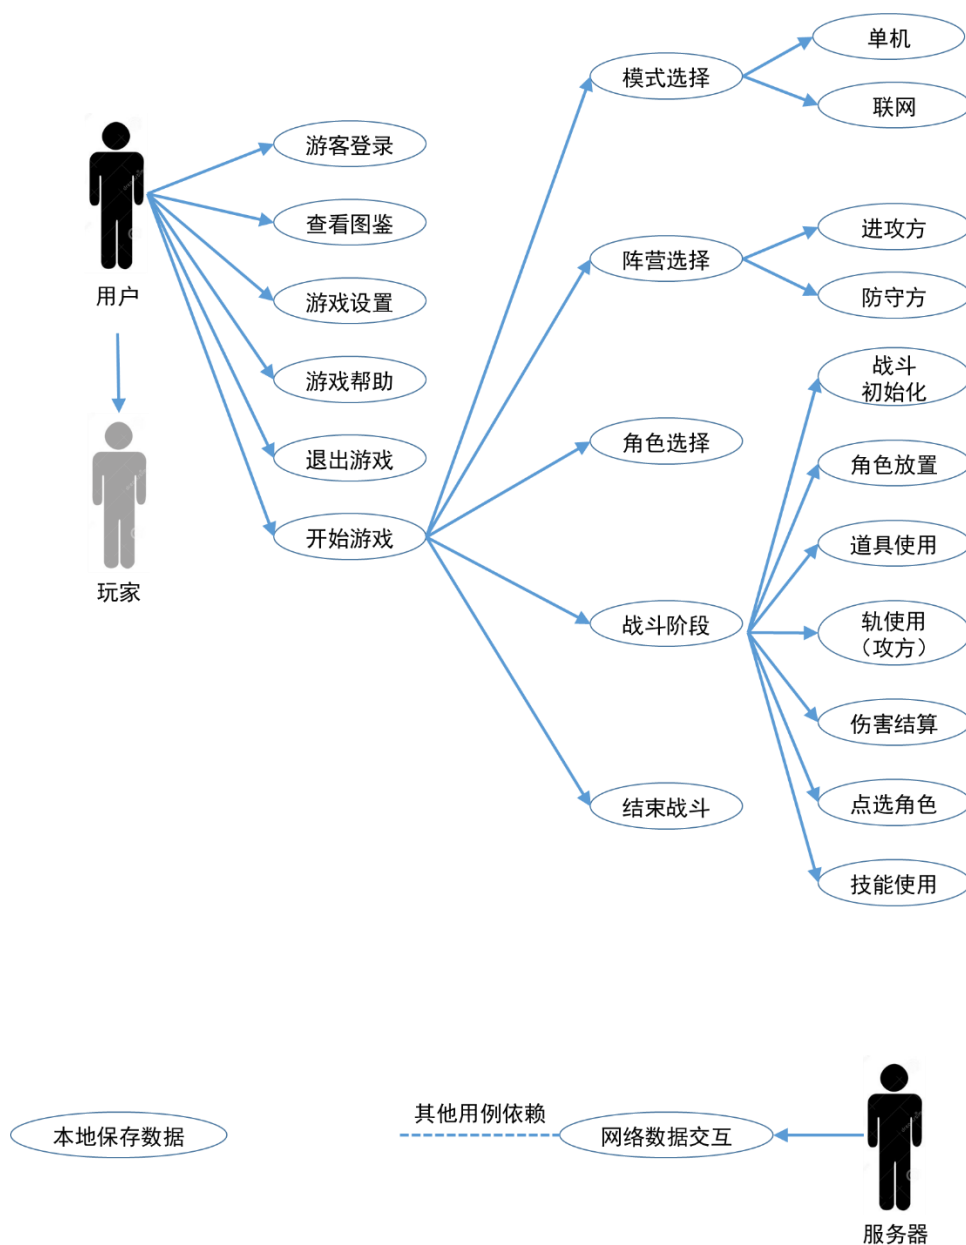 单机
模式选择
联网
游客登录
查看图鉴
进攻方
阵营选择
用户
游戏设置
防守方
游戏帮助
战斗
初始化
角色选择
退出游戏
角色放置
开始游戏
道具使用
玩家
战斗阶段
轨使用
（攻方）
伤害结算
结束战斗
点选角色
技能使用
其他用例依赖
本地保存数据
网络数据交互
服务器